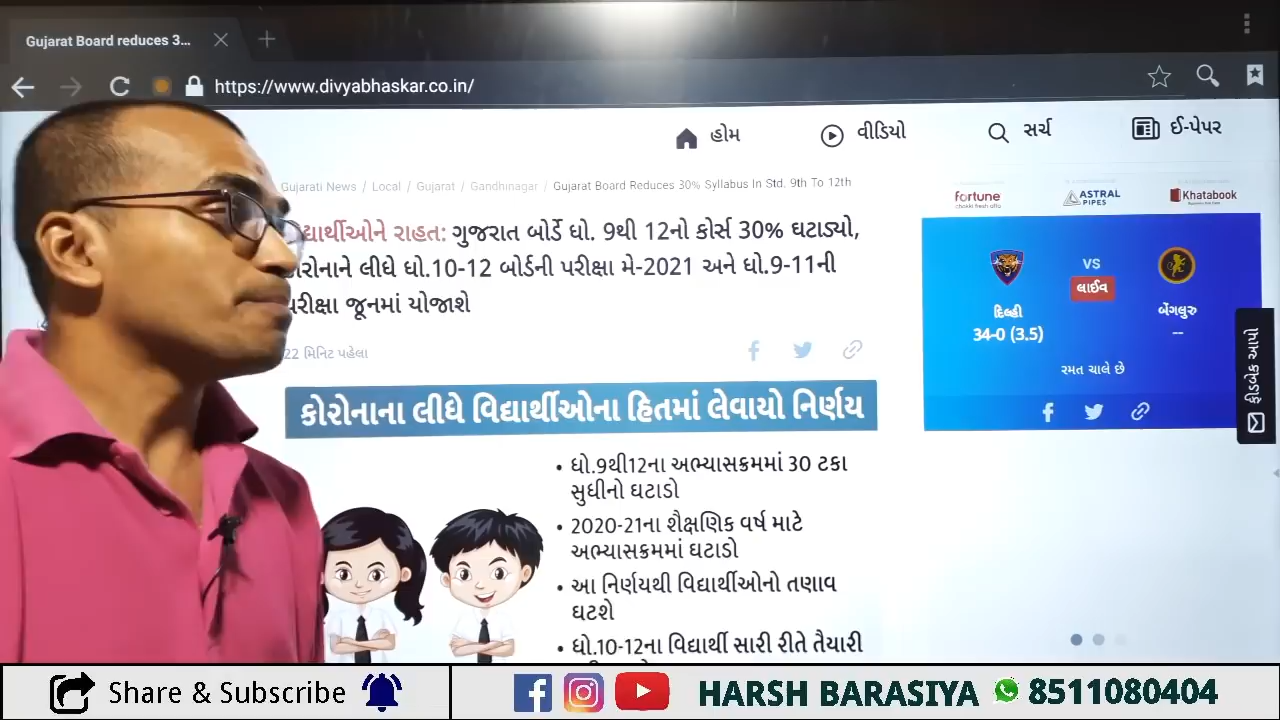 Gujarat Board reduces 3...
https://www.divyabhaskar.co.in/
હોમ
વીડિયો
સર્ચ
ઈ-પેપર
Gujarati News / Local / Gujarat / Gandhinagar / Gujarat Board Reduces 30% Syllabus In Std. 9th To 12th
રાહત: ગુજરાત બોર્ડે ધો. 9થી 12નો કોર્સ 30% ઘટાડ્યો,
લીધે ધો.10-12 બોર્ડની પરીક્ષા મે-2021 અને ધો.9-11ની
જૂનમાં યોજાશે
22 મિનિટ પહેલા
કોરોનાના લીધે વિદ્યાર્થીઓના હિતમાં લેવાયો નિર્ણય
• ધો.9થી12ના અભ્યાસક્રમમાં 30 ટકા
સુધીનો ઘટાડો
• 2020-21ના શૈક્ષણિક વર્ષ માટે
અભ્યાસક્રમમાં ઘટાડો
• આ નિર્ણયથી વિદ્યાર્થીઓનો તણાવ
ઘટશે
• ધો.10-12ના વિદ્યાર્થી સારી રીતે તૈયારી
fortune
ASTRAL
PIPES
Khatabook
VS
લાઈવ
દિલ્હી
34-0 (3.5)
બેંગલુરુ
--
રમત ચાલે છે
ફીડબેક આપો
Share & Subscribe
HARSH BARASIYA 8511080404